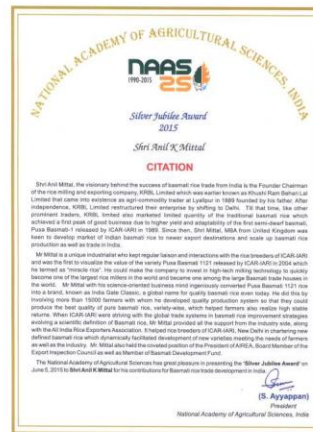 NATIONAL ACADEMY OF AGRICULTURAL SCIENCES, INDIA
NAAS
1990-2015
25
Silver Jubilee Award
2015
Shri Anil K Mittal
CITATION
Shri Anil Mittal, the visionary behind the success of basmati rice trade from India is the Founder Chairman
of the rice milling and exporting company, KRBL Limited which was earlier known as Khushi Ram Behari Lal
Limited that came into existence as agri-commodity trader at Lyallpur in 1889 founded by his father. After
independence, KRBL Limited restructured their enterprise by shifting to Delhi. Till that time, like other
prominent traders, KRBL Limited also marketed limited quantity of the traditional basmati rice which
achieved a first peak of good business due to higher yield and adaptability of the first semi-dwarf basmati,
Pusa Basmati-1 released by ICAR-IARI in 1989. Since then, Shri Mittal, MBA from United Kingdom was
keen to develop market of Indian basmati rice to newer export destinations and scale up basmati rice
production as well as trade in India.
Mr Mittal is a unique industrialist who kept regular liaison and interactions with the rice breeders of ICAR-IARI
and was the first to visualize the value of the variety Pusa Basmati 1121 released by ICAR-IARI in 2004 which
he termed as "miracle rice". He could make the company to invest in high-tech milling technology to quickly
become one of the largest rice millers in the world and became one among the large Basmati trade houses in
the world. Mr Mittal with his science-oriented business mind ingeniously converted Pusa Basmati 1121 rice
into a brand, known as India Gate Classic, a global name for quality basmati rice even today. He did this by
involving more than 15000 farmers with whom he developed quality production system so that they could
produce the best quality of pure basmati rice, variety-wise, which helped farmers also realize high stable
returns. When ICAR-IARI were striving with the global trade systems in basmati rice improvement strategies
evolving a scientific definition of Basmati rice, Mr Mittal provided all the support from the industry side, along
with the All India Rice Exporters Association. It helped rice breeders of ICAR-IARI, New Delhi in chartering new
defined basmati rice which dynamically facilitated development of new varieties meeting the needs of farmers
as well as the industry. Mr. Mittal also held the coveted position of the President of AIREA, Board Member of the
Export Inspection Council as well as Member of Basmati Development Fund.
The National Academy of Agricultural Sciences has great pleasure in presenting the 'Silver Jubilee Award' on
June 5, 2015 to Shri Anil K Mittal for his contributions for Basmati rice trade development in India.
(S. Ayyappan)
President
National Academy of Agricultural Sciences, India